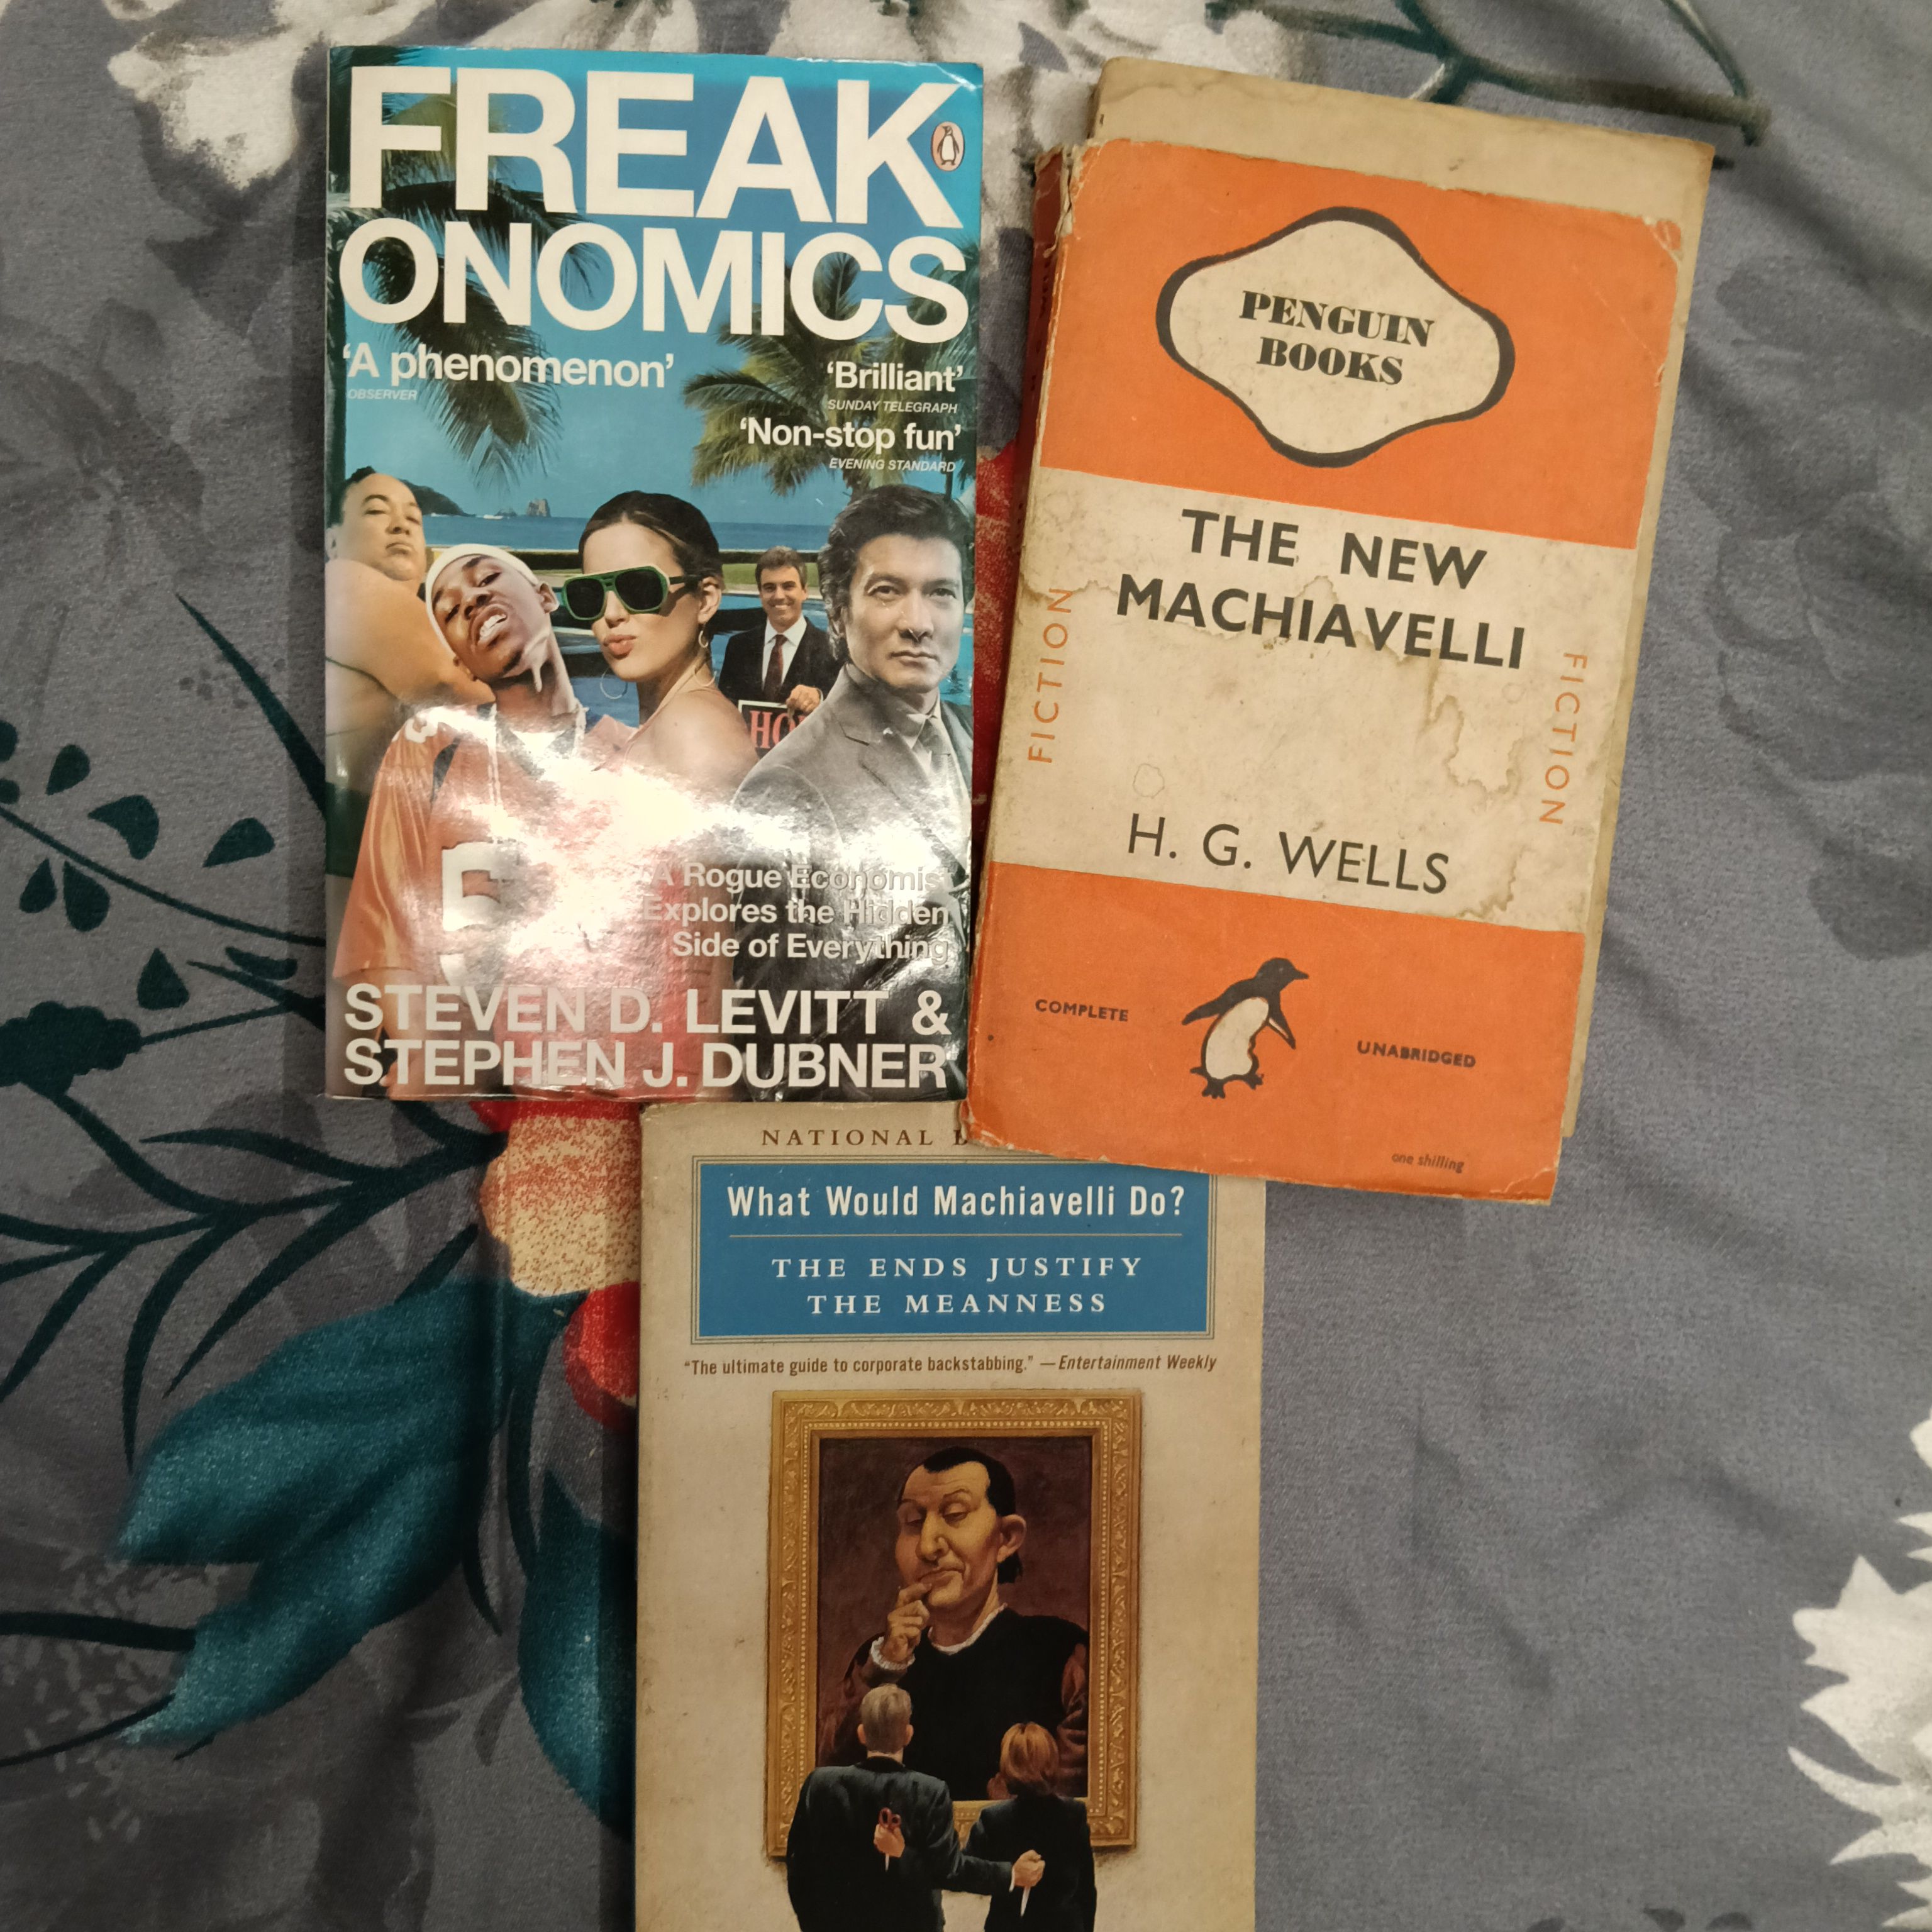 FREAK
ONOMICS
'A phenomenon'
OBSERVER
'Brilliant'
SUNDAY TELEGRAPH
'Non-stop fun'
EVENING STANDARD
A Rogue Economist
Explores the Hidden
Side of Everything
STEVEN D. LEVITT &
STEPHEN J. DUBNER
PENGUIN
BOOKS
THE NEW
MACHIAVELLI
FICTION
FICTION
H. G. WELLS
COMPLETE
UNABRIDGED
one shilling
NATIONAL
What Would Machiavelli Do?
THE ENDS JUSTIFY
THE MEANNESS
"The ultimate guide to corporate backstabbing." —Entertainment Weekly